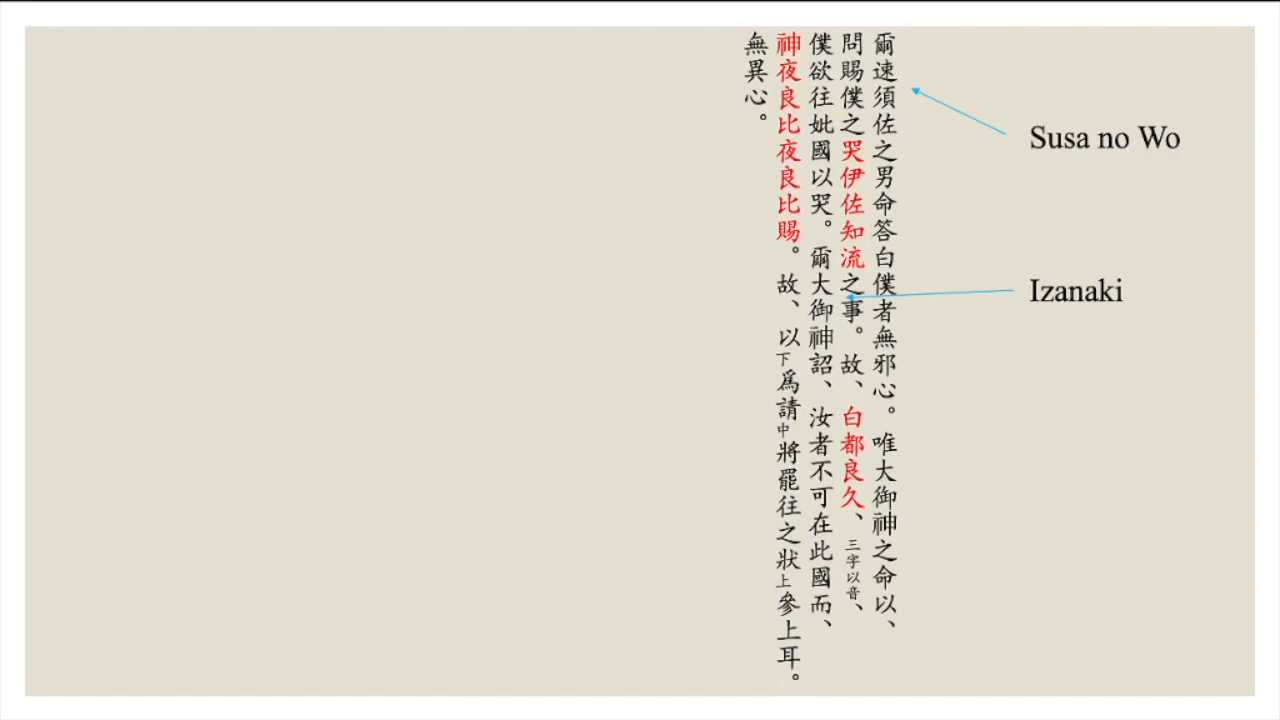 爾速須佐之男命答白僕者無邪心。唯大御神之命以、
問賜僕之哭伊佐知流之事。故、白都良久、三字以音、
僕欲往妣國以哭。爾大御神詔、汝者不可在此國而、
神夜良比夜良比賜。故、以下爲請中將罷往之狀上參上耳。
無異心。
Susa no Wo
Izanaki